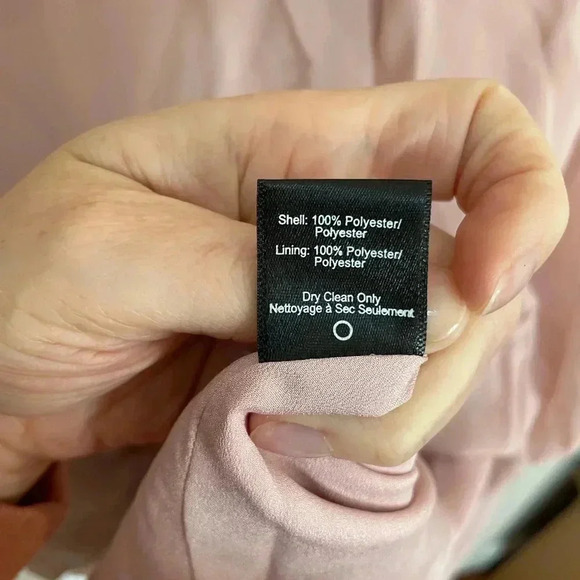 Shell: 100% Polyester/
Polyester
Lining: 100% Polyester/
Polyester
Dry Clean Only
Nettoyage à Sec Seulement